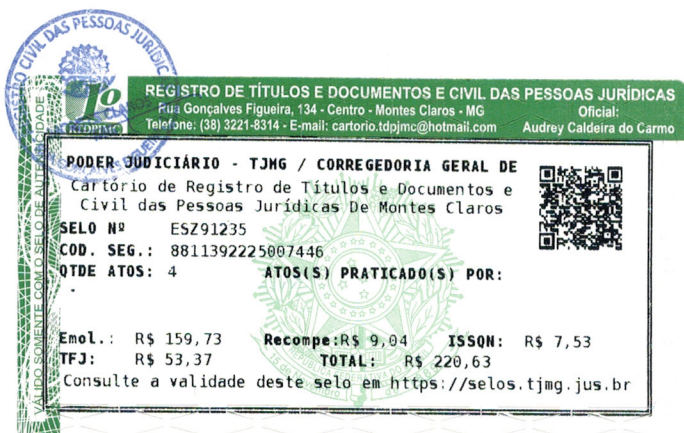 REGISTRO CIVIL DAS PESSOAS JURÍDIC
1º
RTDPJMC
REGISTRO DE TÍTULOS E DOCUMENTOS E CIVIL DAS PESSOAS JURÍDICAS
Rua Gonçalves Figueira, 134 - Centro - Montes Claros - MG
Oficial:
Telefone: (38) 3221-8314 - E-mail: cartorio.tdpjmc@hotmail.com
Audrey Caldeira do Carmo
VÁLIDO SOMENTE COM O SELO DE AUTENTICIDADE
PODER JUDICIÁRIO - TJMG / CORREGEDORIA GERAL DE
Cartório de Registro de Títulos e Documentos e
Civil das Pessoas Jurídicas De Montes Claros
SELO Nº ESZ91235
COD. SEG.: 8811392225007446
QTDE ATOS: 4 ATOS(S) PRATICADO(S) POR:
-
Emol.: R$ 159,73 Recompe:R$ 9,04 ISSQN: R$ 7,53
TFJ: R$ 53,37 TOTAL: R$ 220,63
Consulte a validade deste selo em https://selos.tjmg.jus.br